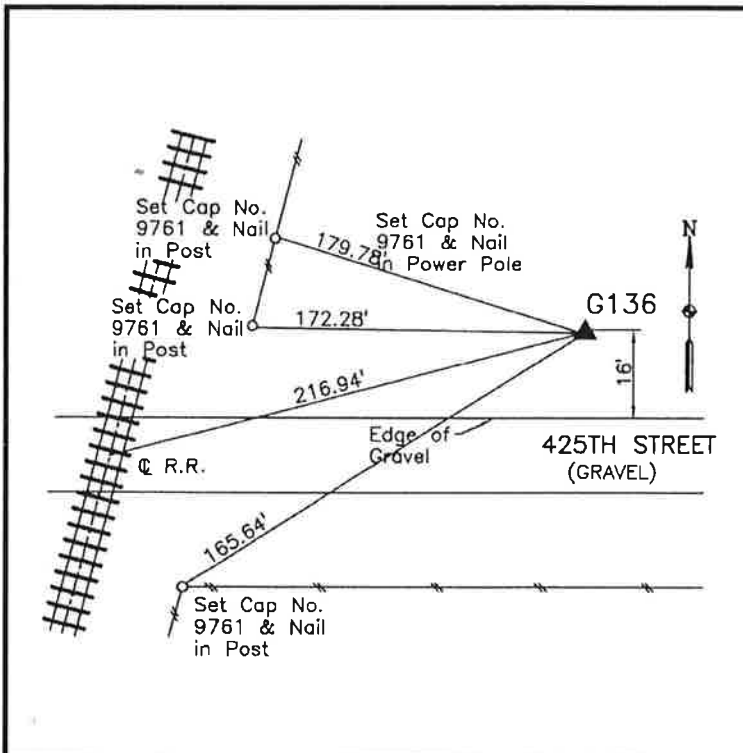 Set Cap No.
9761 & Nail
in Post
Set Cap No.
9761 & Nail
in Power Pole
179.78'
N
Set Cap No.
9761 & Nail
in Post
172.28'
G136
216.94'
16'
Edge of
Gravel
425TH STREET
(GRAVEL)
℄ R.R.
165.64'
Set Cap No.
9761 & Nail
in Post